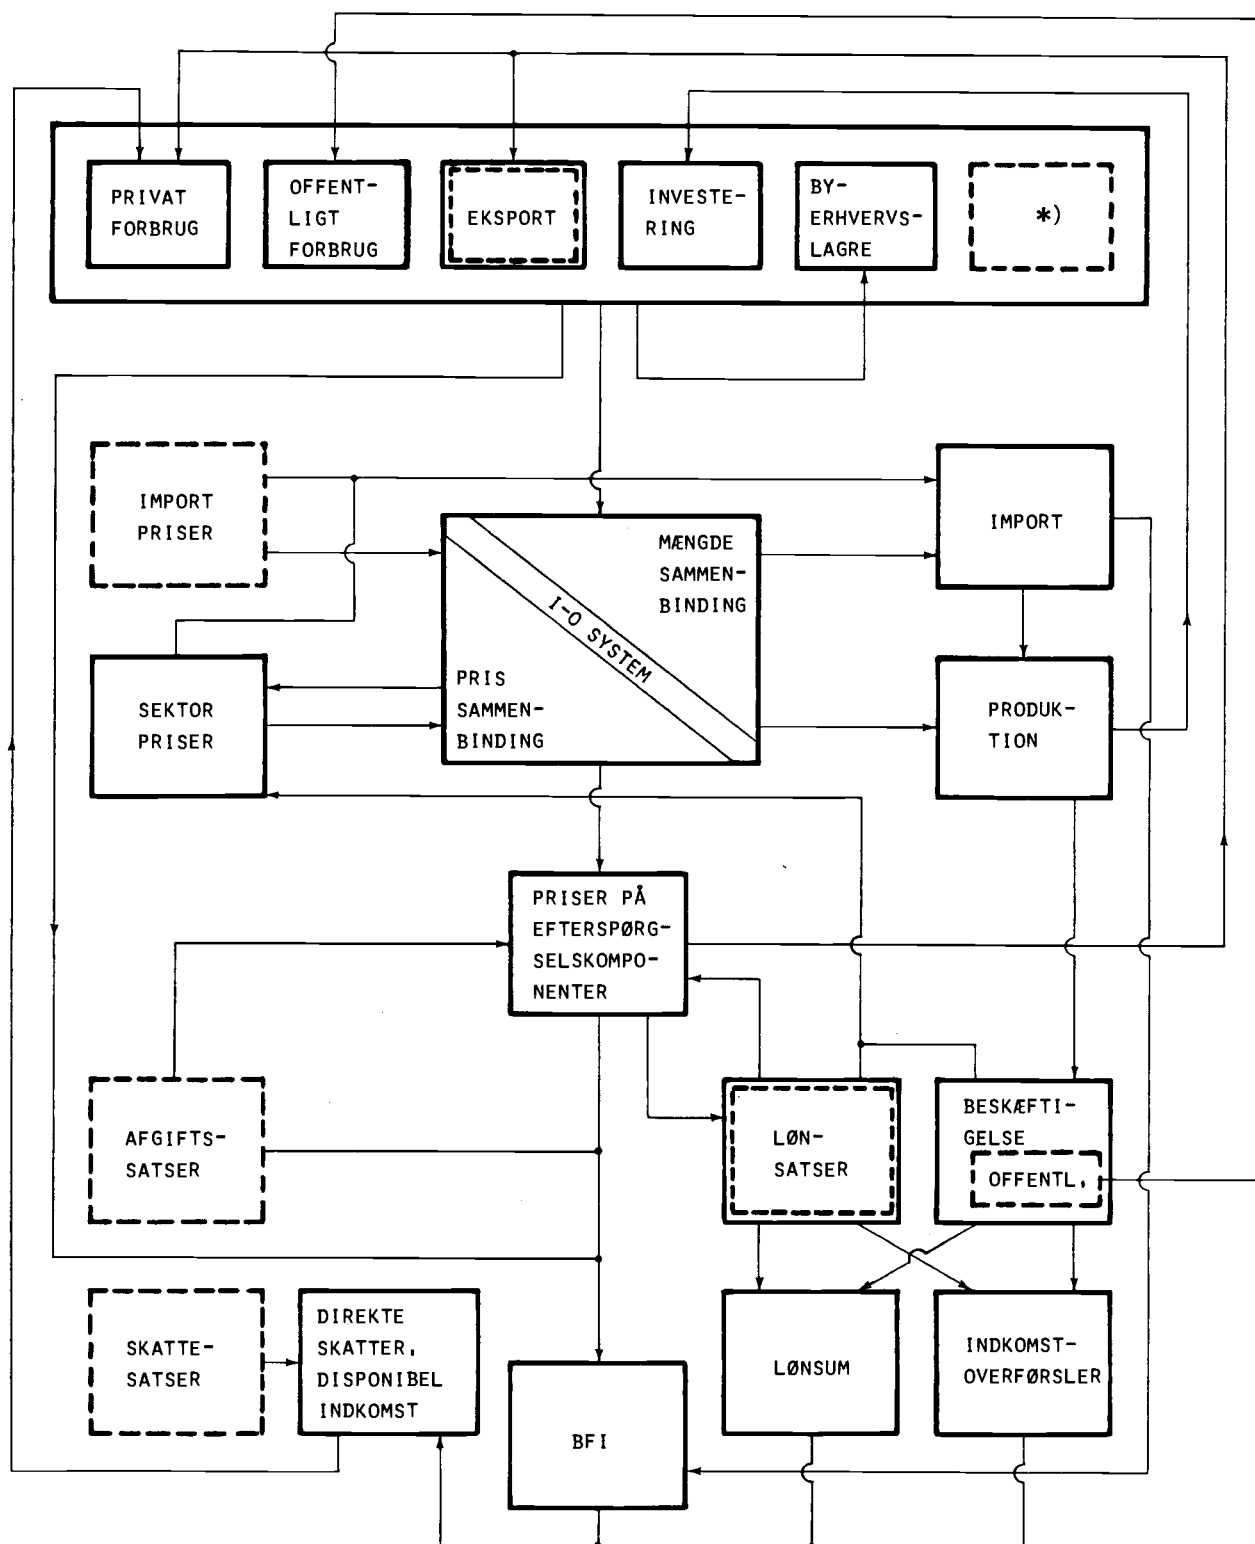 PRIVAT
FORBRUG
OFFENT-
LIGT
FORBRUG
EKSPORT
INVESTE-
RING
BY-
ERHVERVS-
LAGRE
*)
IMPORT
PRISER
MÆNGDE
SAMMEN-
BINDING
IMPORT
I-O SYSTEM
SEKTOR
PRISER
PRIS
SAMMEN-
BINDING
PRODUK-
TION
PRISER PÅ
EFTERSPØRG-
SELSKOMPO-
NENTER
AFGIFTS-
SATSER
LØN-
SATSER
BESKÆFTI-
GELSE
OFFENTL.
SKATTE-
SATSER
DIREKTE
SKATTER,
DISPONIBEL
INDKOMST
BFI
LØNSUM
INDKOMST-
OVERFØRSLER